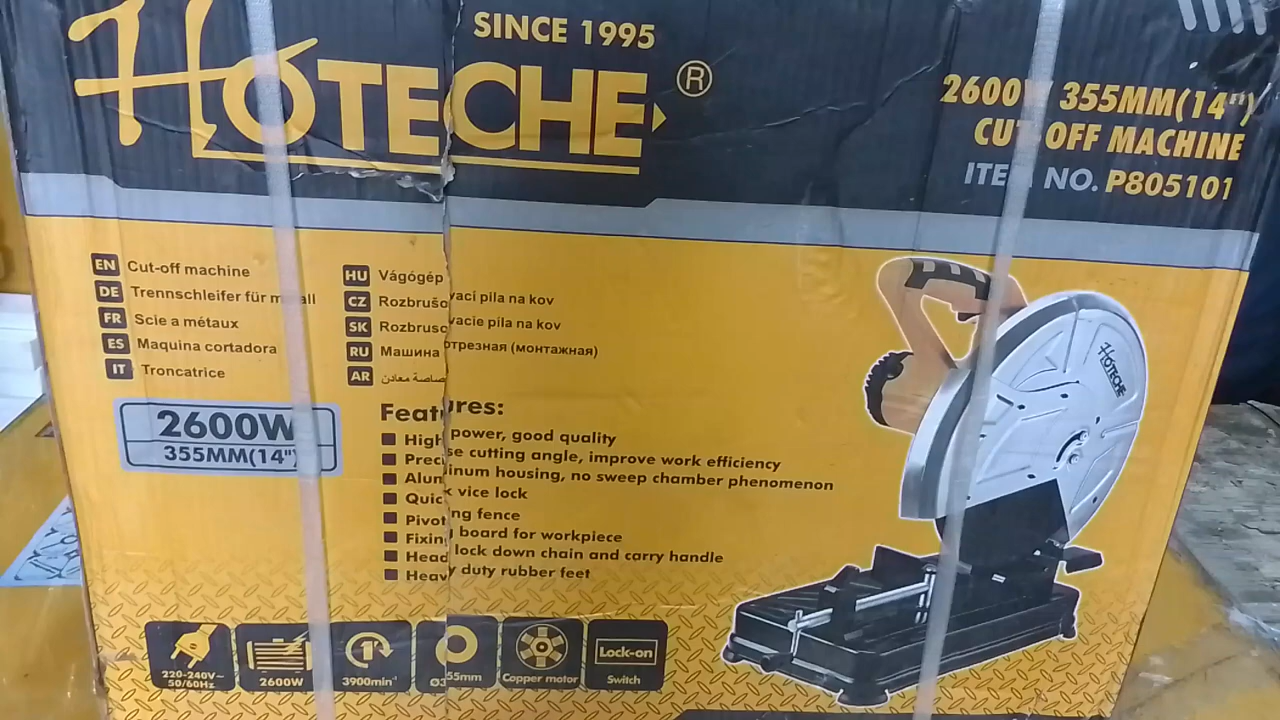 SINCE 1995
HOTECHE ®
2600W 355MM(14")
CUT OFF MACHINE
ITEM NO. P805101
EN Cut-off machine
DE Trennschleifer für metall
FR Scie a métaux
ES Maquina cortadora
IT Troncatrice
HU Vágógép
CZ Rozbrušovací pila na kov
SK Rozbrusovacie píla na kov
RU Машина отрезная (монтажная)
AR قصاصة معادن
2600W
355MM(14")
Features:
High power, good quality
Precise cutting angle, improve work efficiency
Aluminum housing, no sweep chamber phenomenon
Quick vice lock
Pivoting fence
Fixing board for workpiece
Head lock down chain and carry handle
Heavy duty rubber feet
HOTECHE
220-240V~
50/60Hz
2600W
3900min⁻¹
Ø355mm
Copper motor
Lock-on
Switch